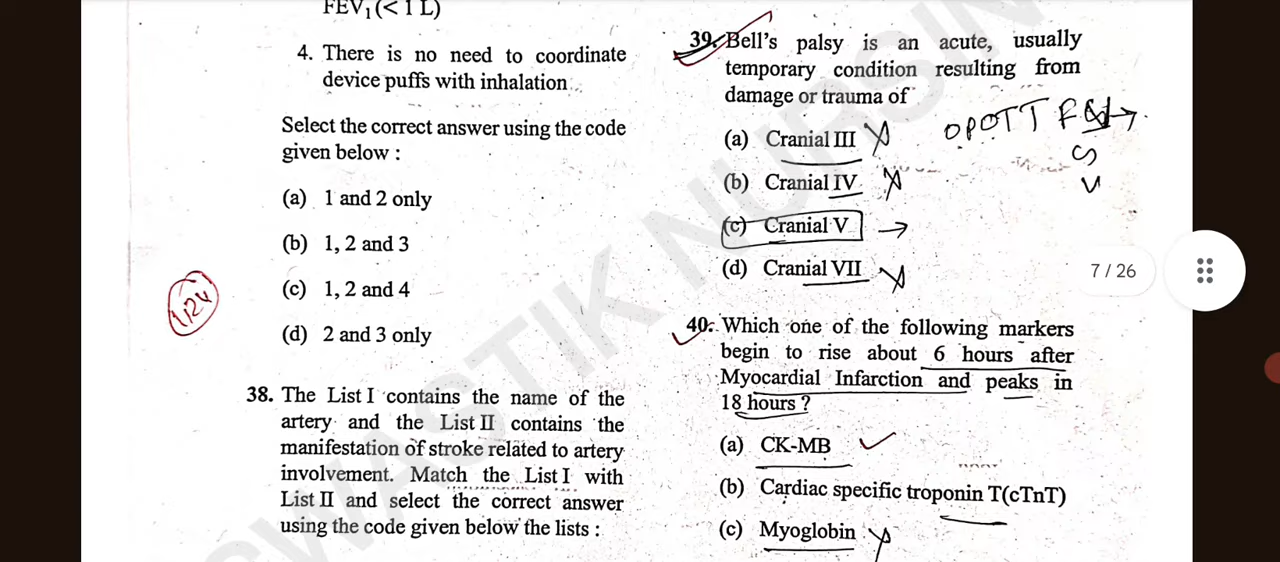 FEV₁(< 1 L)
4. There is no need to coordinate
device puffs with inhalation
Select the correct answer using the code
given below :
(a) 1 and 2 only
(b) 1, 2 and 3
(c) 1, 2 and 4
(d) 2 and 3 only
1,2,4
38. The List I contains the name of the
artery and the List II contains the
manifestation of stroke related to artery
involvement. Match the List I with
List II and select the correct answer
using the code given below the lists :
39. Bell's palsy is an acute, usually
temporary condition resulting from
damage or trauma of
(a) Cranial III
(b) Cranial IV
(c) Cranial V
(d) Cranial VII
OPOTT F
S
7 / 26
40. Which one of the following markers
begin to rise about 6 hours after
Myocardial Infarction and peaks in
18 hours ?
(a) CK-MB
(b) Cardiac specific troponin T(cTnT)
(c) Myoglobin
SWASTIK NURSIN